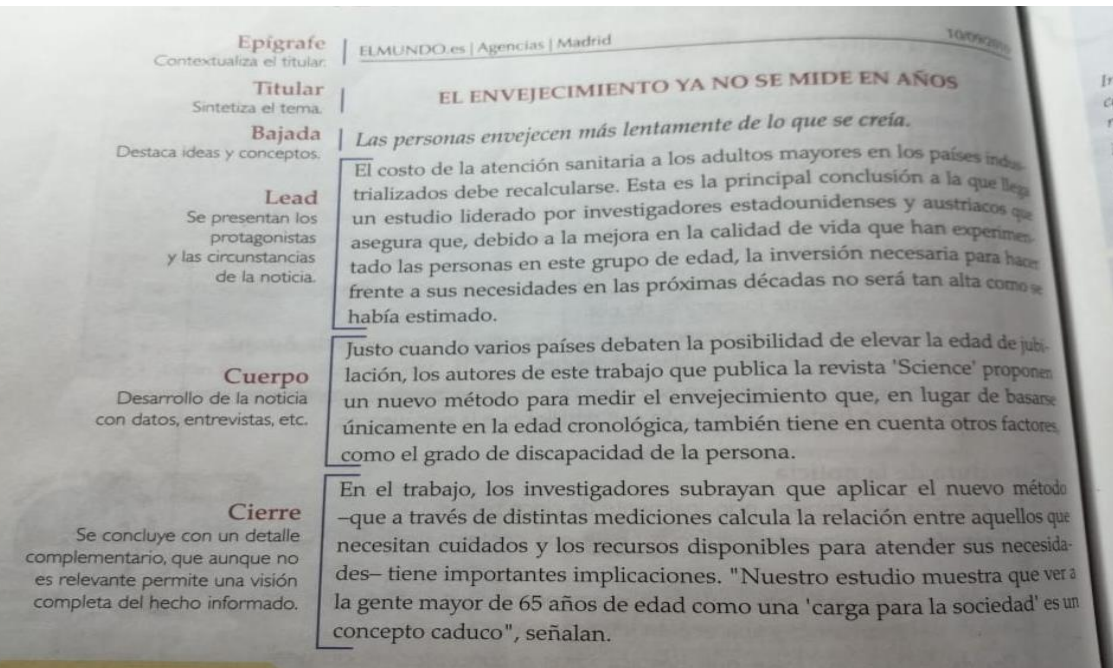 Epígrafe
Contextualiza el titular.
ELMUNDO.es | Agencias | Madrid
Titular
Sintetiza el tema.
EL ENVEJECIMIENTO YA NO SE MIDE EN AÑOS
Bajada
Destaca ideas y conceptos.
Las personas envejecen más lentamente de lo que se creía.
Lead
Se presentan los
protagonistas
y las circunstancias
de la noticia.
El costo de la atención sanitaria a los adultos mayores en los países indus-
trializados debe recalcularse. Esta es la principal conclusión a la que llega
un estudio liderado por investigadores estadounidenses y austriacos que
asegura que, debido a la mejora en la calidad de vida que han experimen-
tado las personas en este grupo de edad, la inversión necesaria para hacer
frente a sus necesidades en las próximas décadas no será tan alta como se
había estimado.
Cuerpo
Desarrollo de la noticia
con datos, entrevistas, etc.
Justo cuando varios países debaten la posibilidad de elevar la edad de jubi-
lación, los autores de este trabajo que publica la revista 'Science' proponen
un nuevo método para medir el envejecimiento que, en lugar de basarse
únicamente en la edad cronológica, también tiene en cuenta otros factores,
como el grado de discapacidad de la persona.
Cierre
Se concluye con un detalle
complementario, que aunque no
es relevante permite una visión
completa del hecho informado.
En el trabajo, los investigadores subrayan que aplicar el nuevo método
–que a través de distintas mediciones calcula la relación entre aquellos que
necesitan cuidados y los recursos disponibles para atender sus necesida-
des– tiene importantes implicaciones. "Nuestro estudio muestra que ver a
la gente mayor de 65 años de edad como una 'carga para la sociedad' es un
concepto caduco", señalan.